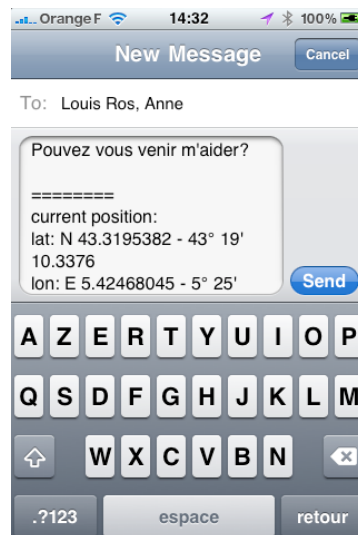 Orange F 14:32 100%
New Message Cancel
To: Louis Ros, Anne
Pouvez vous venir m'aider?
========
current position:
lat: N 43.3195382 - 43° 19'
10.3376
lon: E 5.42468045 - 5° 25'
Send
A Z E R T Y U I O P
Q S D F G H J K L M
W X C V B N
.?123 espace retour